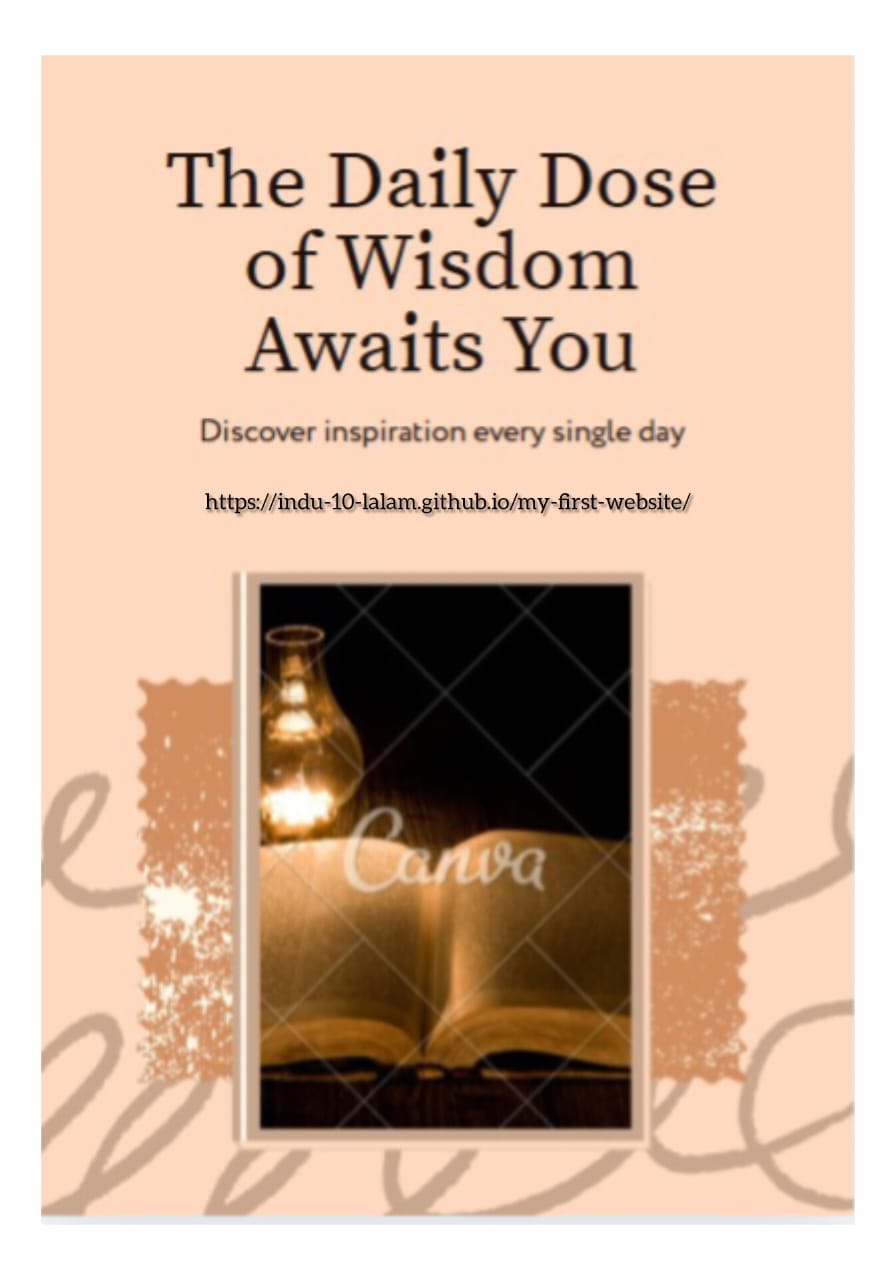 The Daily Dose
of Wisdom
Awaits You
Discover inspiration every single day
https://indu-10-lalam.github.io/my-first-website/
Canva